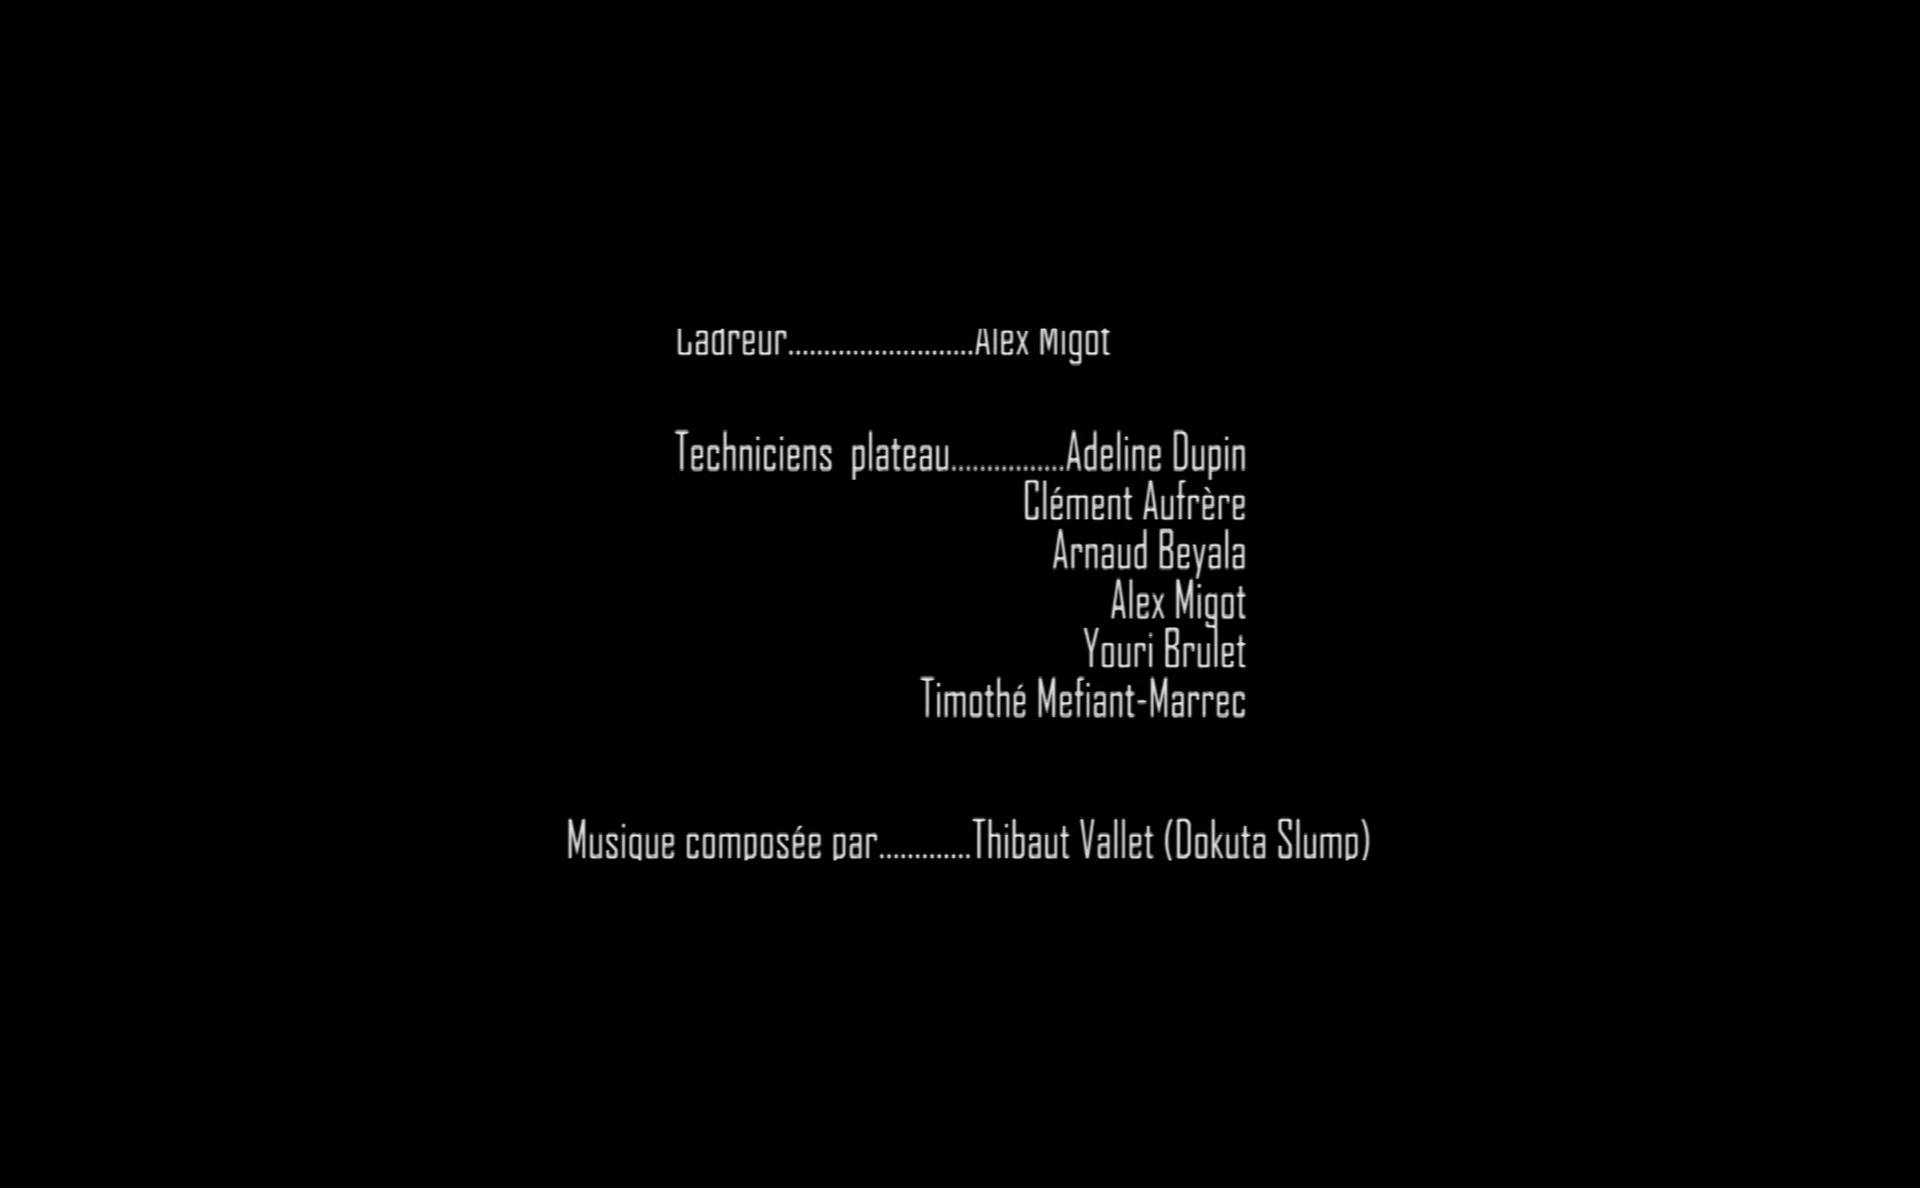 Cadreur..........................Alex Migot
Techniciens plateau................Adeline Dupin
Clément Aufrère
Arnaud Beyala
Alex Migot
Youri Brulet
Timothé Mefiant-Marrec
Musique composée par.............Thibaut Vallet (Dokuta Slump)